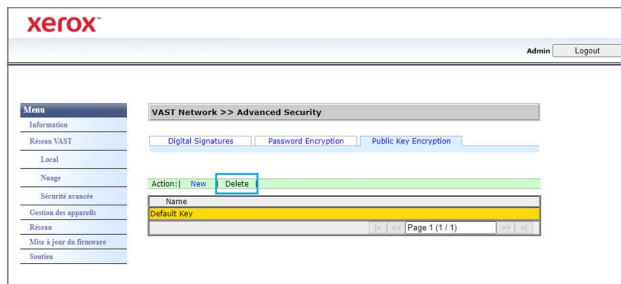 xerox™
Admin Logout
Menu
Information
Réseau VAST
Local
Nuage
Sécurité avancée
Gestion des appareils
Réseau
Mise à jour du firmware
Soutien
VAST Network >> Advanced Security
Digital Signatures Password Encryption Public Key Encryption
Action: | New | Delete |
Name
Default Key
|< << Page 1 (1 / 1) >> >|